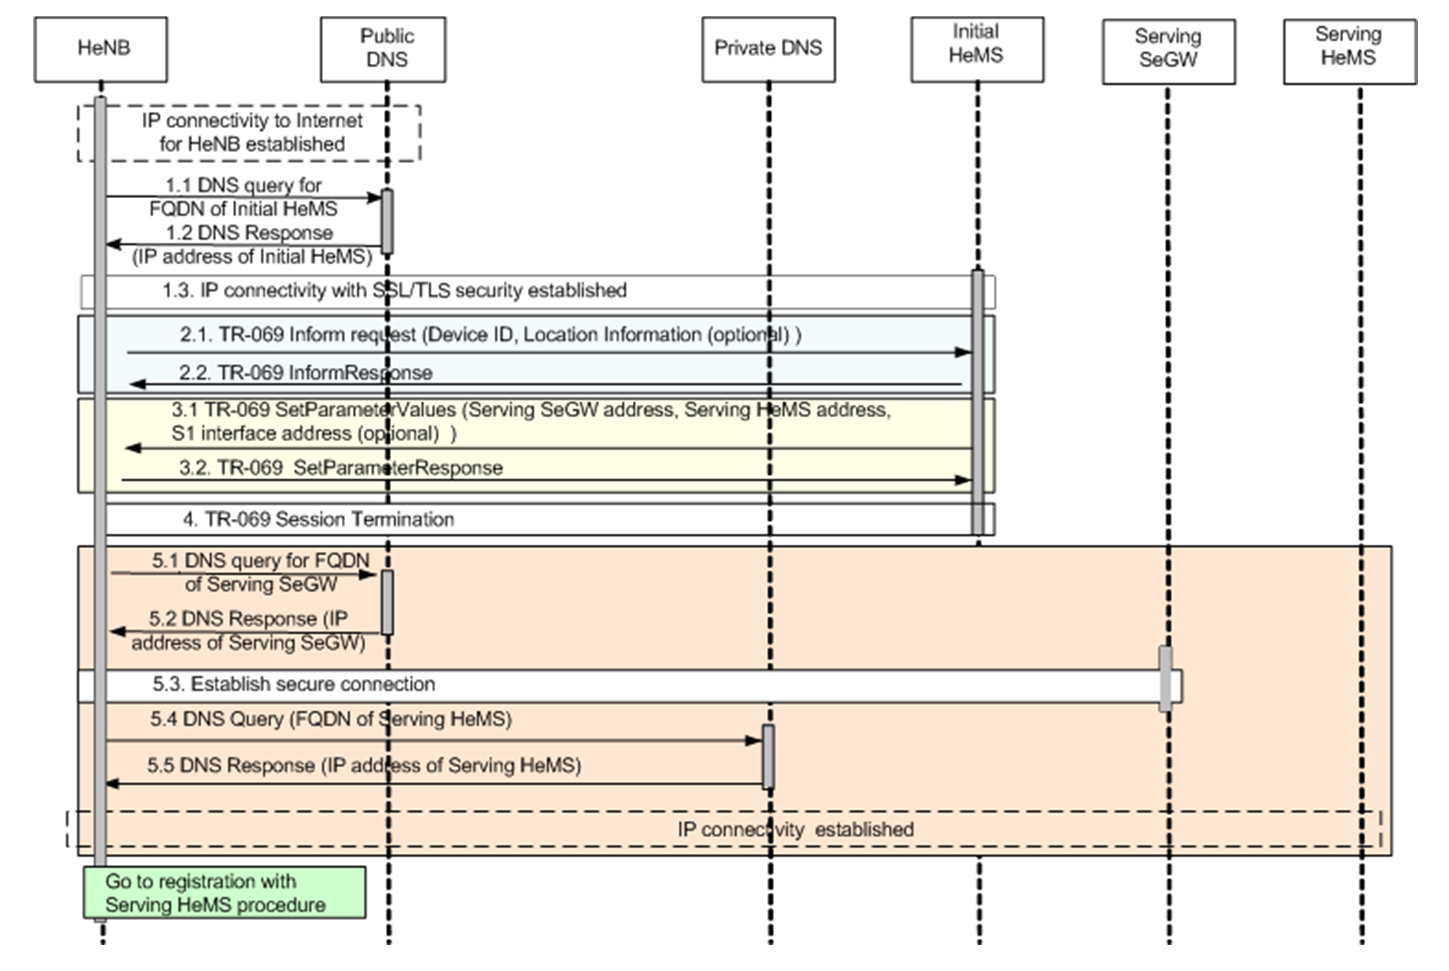 HeNB
Public
DNS
Private DNS
Initial
HeMS
Serving
SeGW
Serving
HeMS
IP connectivity to Internet
for HeNB established
1.1 DNS query for
FQDN of Initial HeMS
1.2 DNS Response
(IP address of Initial HeMS)
1.3. IP connectivity with SSL/TLS security established
2.1. TR-069 Inform request (Device ID, Location Information (optional) )
2.2. TR-069 InformResponse
3.1 TR-069 SetParameterValues (Serving SeGW address, Serving HeMS address,
S1 interface address (optional) )
3.2. TR-069 SetParameterResponse
4. TR-069 Session Termination
5.1 DNS query for FQDN
of Serving SeGW
5.2 DNS Response (IP
address of Serving SeGW)
5.3. Establish secure connection
5.4 DNS Query (FQDN of Serving HeMS)
5.5 DNS Response (IP address of Serving HeMS)
IP connectivity established
Go to registration with
Serving HeMS procedure